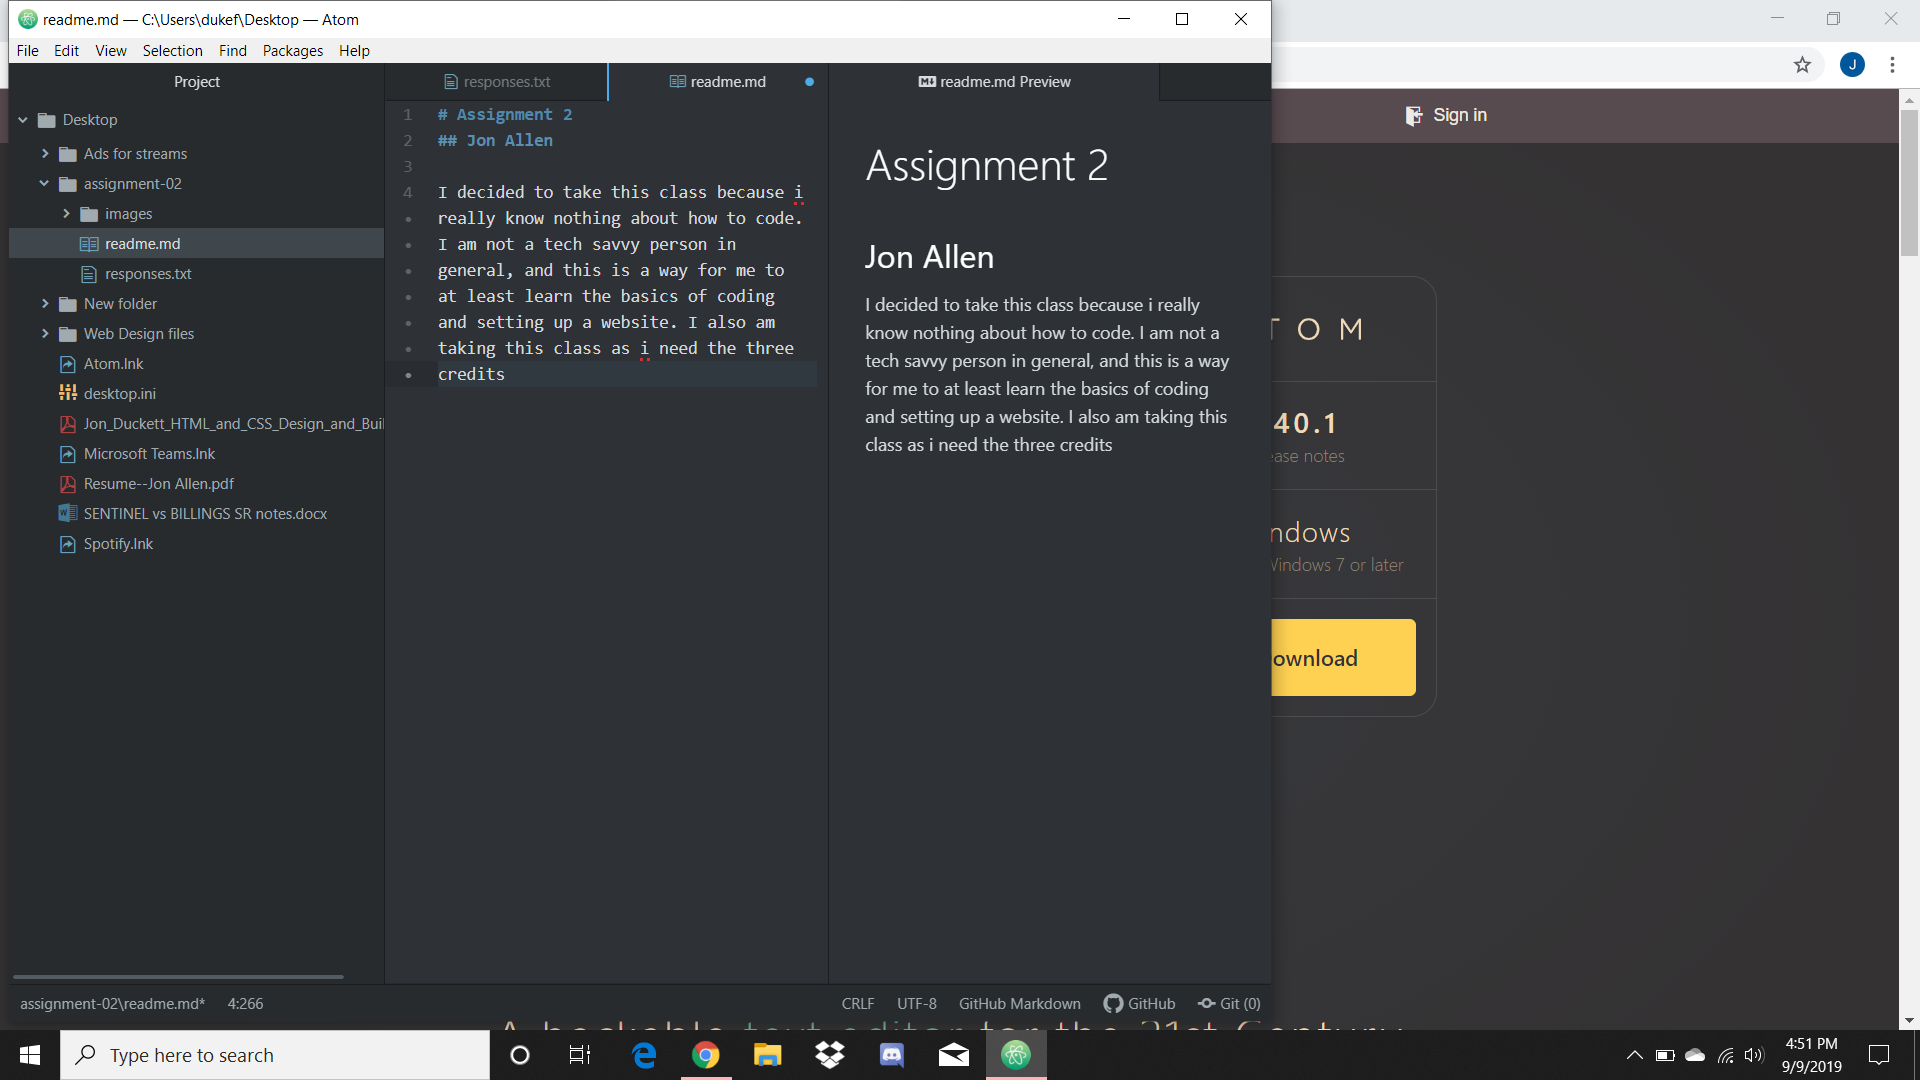 readme.md — C:\Users\dukef\Desktop — Atom
File Edit View Selection Find Packages Help
Project
Desktop
Ads for streams
assignment-02
images
readme.md
responses.txt
New folder
Web Design files
Atom.lnk
desktop.ini
Jon_Duckett_HTML_and_CSS_Design_and_Buil
Microsoft Teams.lnk
Resume--Jon Allen.pdf
SENTINEL vs BILLINGS SR notes.docx
Spotify.lnk
responses.txt
readme.md
readme.md Preview
1 # Assignment 2
2 ## Jon Allen
3
4 I decided to take this class because i
really know nothing about how to code.
I am not a tech savvy person in
general, and this is a way for me to
at least learn the basics of coding
and setting up a website. I also am
taking this class as i need the three
credits
Assignment 2
Jon Allen
I decided to take this class because i really
know nothing about how to code. I am not a
tech savvy person in general, and this is a way
for me to at least learn the basics of coding
and setting up a website. I also am taking this
class as i need the three credits
assignment-02\readme.md* 4:266
CRLF UTF-8 GitHub Markdown GitHub Git (0)
J
Sign in
T O M
40.1
ease notes
ndows
Windows 7 or later
ownload
A hackable text editor for the 21st Century
Type here to search
4:51 PM
9/9/2019